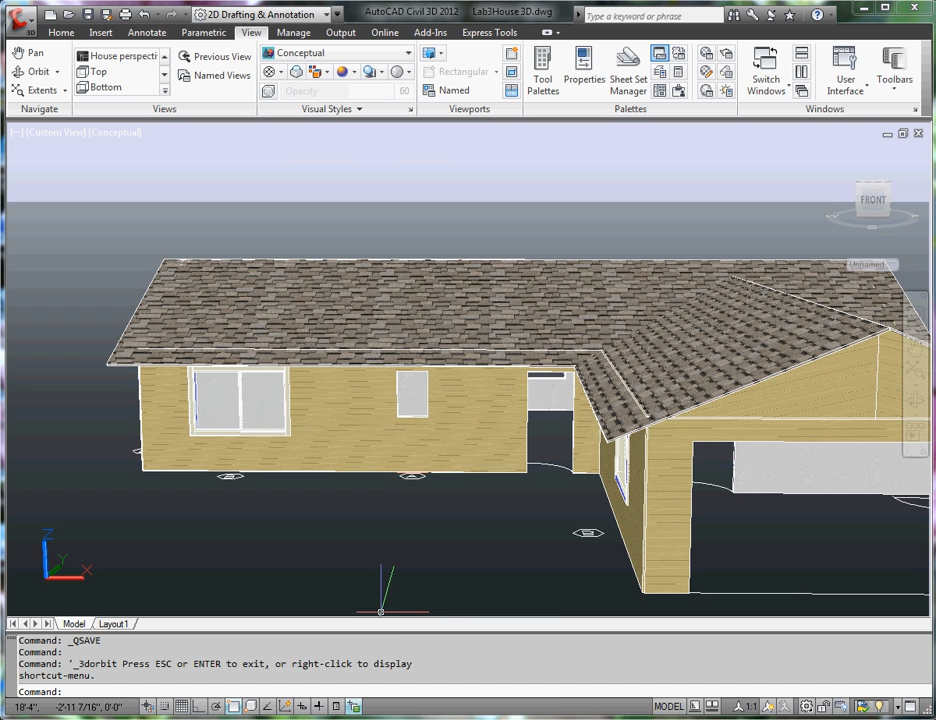 2D Drafting & Annotation
AutoCAD Civil 3D 2012 Lab3House 3D.dwg
Type a keyword or phrase
3D
Home Insert Annotate Parametric View Manage Output Online Add-Ins Express Tools
Pan
Orbit
Extents
Navigate
House perspecti
Top
Bottom
Previous View
Named Views
Views
Conceptual
Opacity 60
Visual Styles
Rectangular
Named
Viewports
Tool Palettes
Properties
Sheet Set Manager
Palettes
Switch Windows
User Interface
Toolbars
Windows
[−] [Custom View] [Conceptual]
FRONT
Unnamed
Z
Y
X
Model Layout1
Command: _QSAVE
Command:
Command: '_3dorbit Press ESC or ENTER to exit, or right-click to display
shortcut-menu.
Command:
18'-4", -2'-11 7/16", 0'-0"
MODEL
1:1